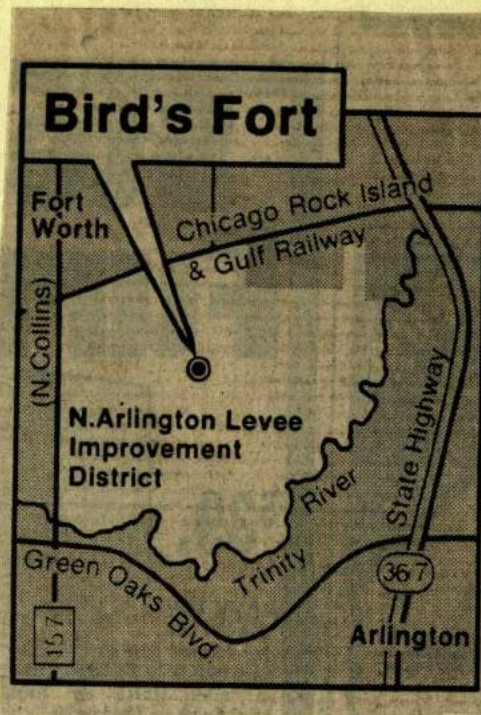 Bird's Fort
Fort
Worth
Chicago Rock Island
& Gulf Railway
(N.Collins)
N.Arlington Levee
Improvement
District
State Highway
Trinity River
Green Oaks Blvd
367
157
Arlington